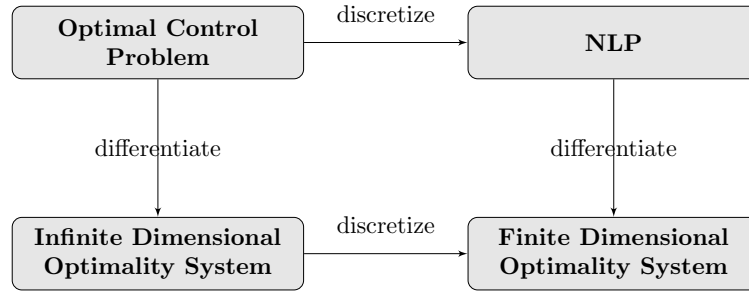 Optimal Control
Problem
discretize
NLP
differentiate
differentiate
Infinite Dimensional
Optimality System
discretize
Finite Dimensional
Optimality System